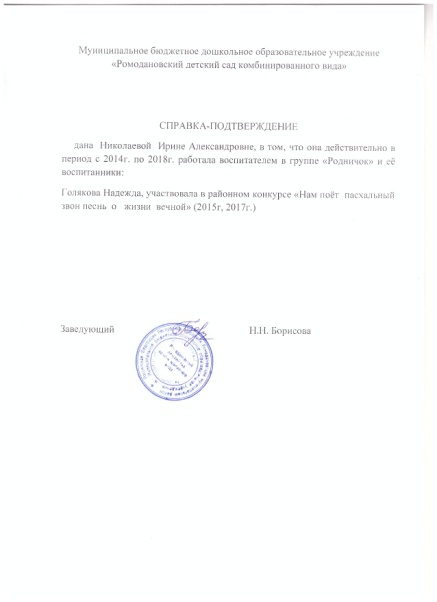 Муниципальное бюджетное дошкольное образовательное учреждение
«Ромодановский детский сад комбинированного вида»
СПРАВКА-ПОДТВЕРЖДЕНИЕ
дана Николаевой Ирине Александровне, в том, что она действительно в
период с 2014г. по 2018г. работала воспитателем в группе «Родничок» и её
воспитанники:
Голякова Надежда, участвовала в районном конкурсе «Нам поёт пасхальный
звон песнь о жизни вечной» (2015г, 2017г.)
Заведующий Н.Н. Борисова